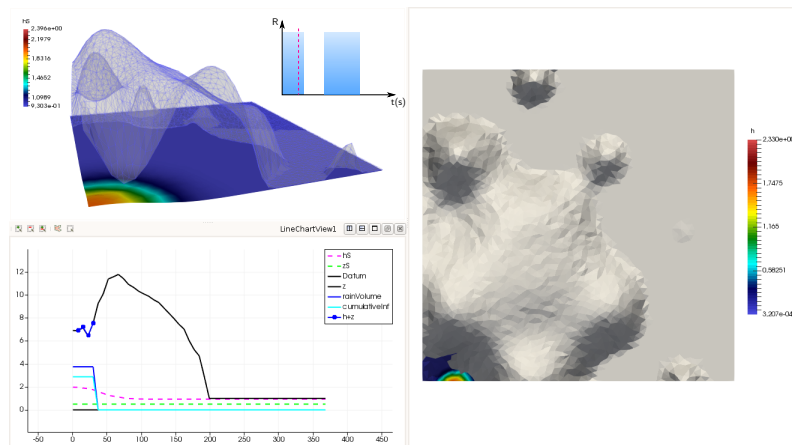 hS
2.396e+00
2.1979
1.8316
1.4652
1.0989
9.303e-01
R
t(s)
LineChartView1
hS
zS
Datum
z
rainVolume
cumulativeInf
h+z
12
10
8
6
4
2
0
-50
0
50
100
150
200
250
300
350
400
450
h
2.330e+00
1.7475
1.165
0.58251
3.207e-04